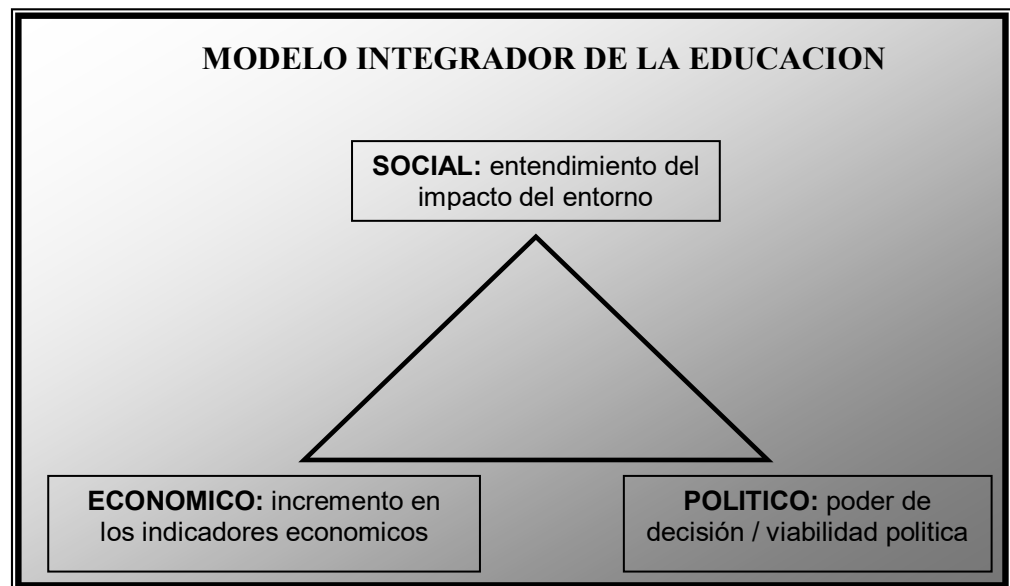 MODELO INTEGRADOR DE LA EDUCACION
SOCIAL: entendimiento del
impacto del entorno
ECONOMICO: incremento en
los indicadores economicos
POLITICO: poder de
decisión / viabilidad politica